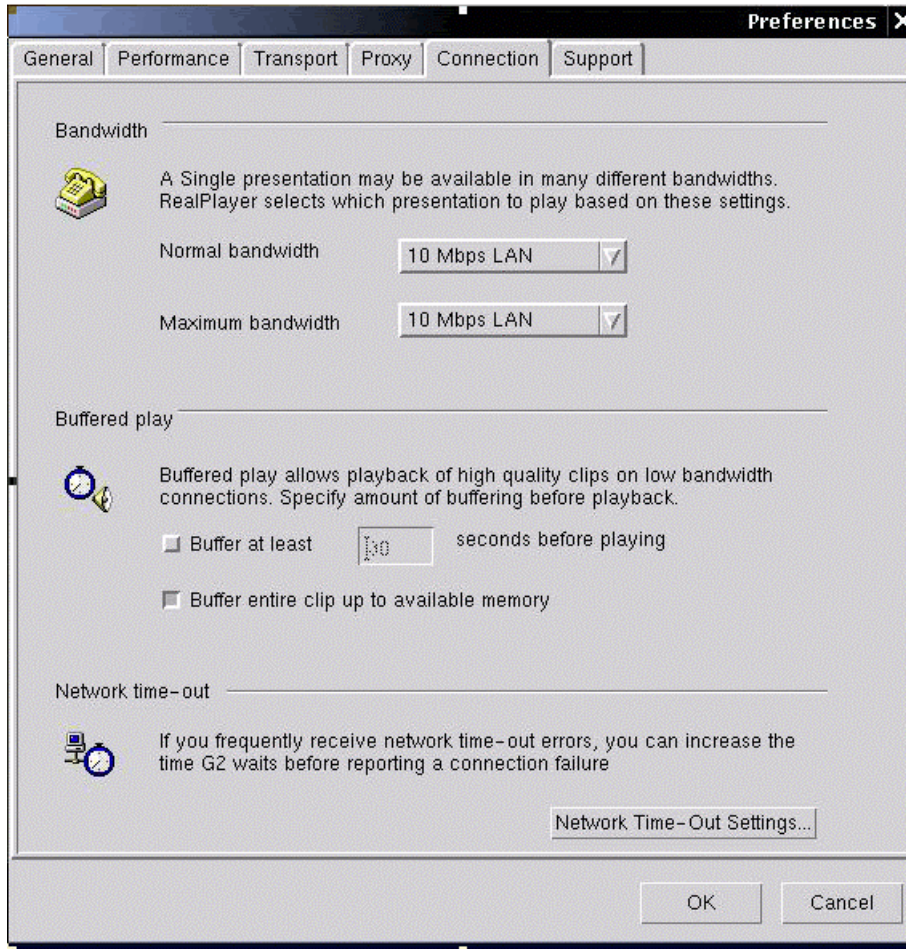 Preferences X
General Performance Transport Proxy Connection Support
Bandwidth
A Single presentation may be available in many different bandwidths.
RealPlayer selects which presentation to play based on these settings.
Normal bandwidth 10 Mbps LAN
Maximum bandwidth 10 Mbps LAN
Buffered play
Buffered play allows playback of high quality clips on low bandwidth
connections. Specify amount of buffering before playback.
Buffer at least 30 seconds before playing
Buffer entire clip up to available memory
Network time-out
If you frequently receive network time-out errors, you can increase the
time G2 waits before reporting a connection failure
Network Time-Out Settings...
OK Cancel